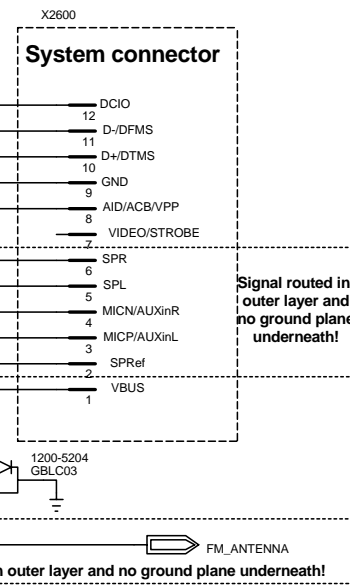 X2600
System connector
DCIO
12
D-/DFMS
11
D+/DTMS
10
GND
9
AID/ACB/VPP
8
VIDEO/STROBE
7
SPR
6
SPL
5
MICN/AUXinR
4
MICP/AUXinL
3
SPRef
2
VBUS
1
Signal routed in
outer layer and
no ground plane
underneath!
1200-5204
GBLC03
FM_ANTENNA
outer layer and no ground plane underneath!